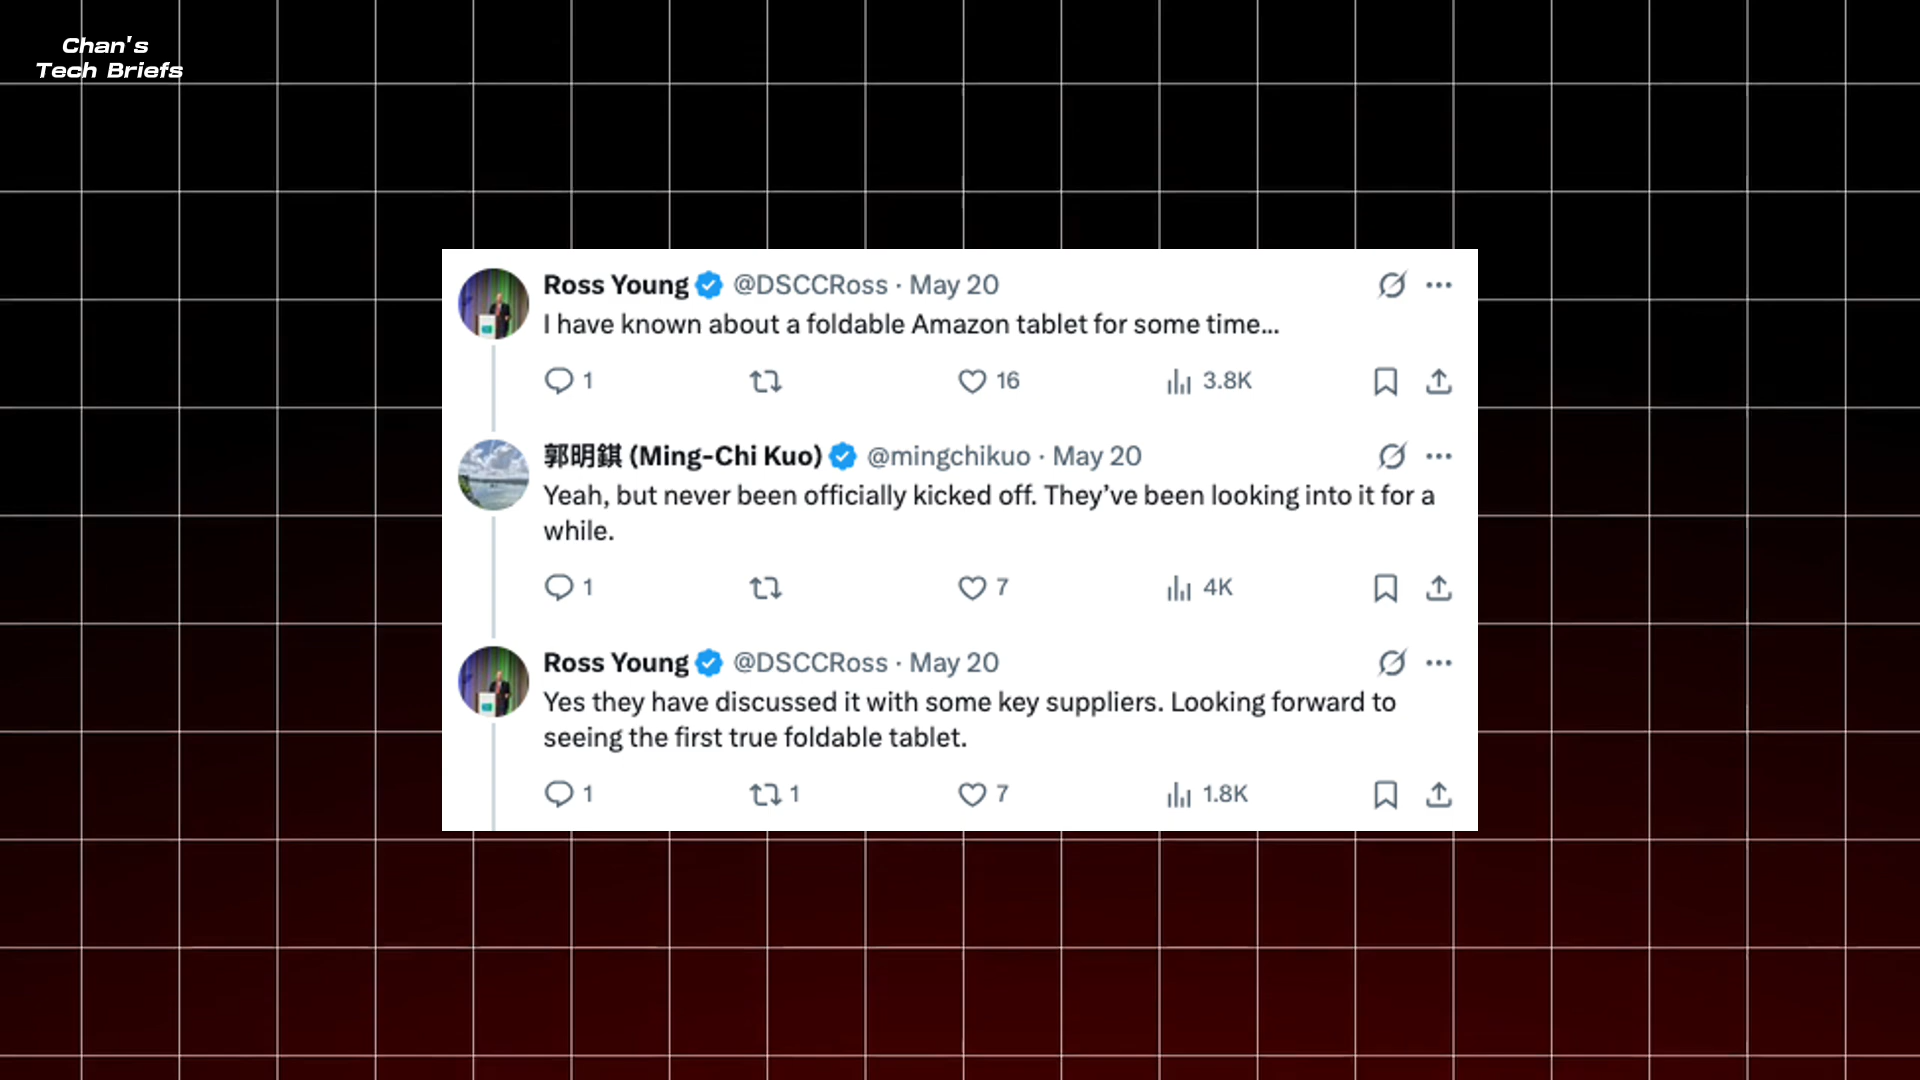 Chan's
Tech Briefs
Ross Young @DSCCRoss · May 20
I have known about a foldable Amazon tablet for some time...
1 16 3.8K
郭明錤 (Ming-Chi Kuo) @mingchikuo · May 20
Yeah, but never been officially kicked off. They’ve been looking into it for a
while.
1 7 4K
Ross Young @DSCCRoss · May 20
Yes they have discussed it with some key suppliers. Looking forward to
seeing the first true foldable tablet.
1 1 7 1.8K